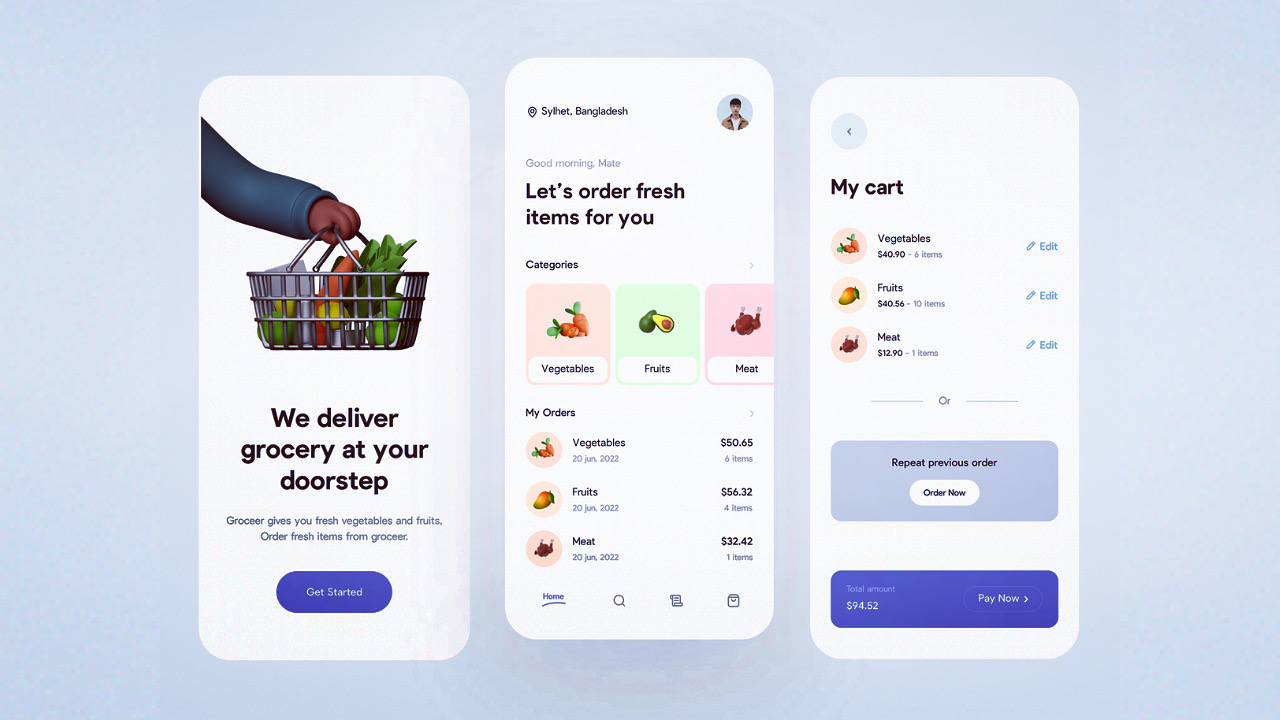 We deliver
grocery at your
doorstep
Groceer gives you fresh vegetables and fruits,
Order fresh items from groceer.
Get Started
Sylhet, Bangladesh
Good morning, Mate
Let's order fresh
items for you
Categories
Vegetables
Fruits
Meat
My Orders
Vegetables
$50.65
20 jun, 2022
6 items
Fruits
$56.32
20 jun, 2022
4 items
Meat
$32.42
20 jun, 2022
1 items
Home
My cart
Vegetables
$40.90 - 6 items
Edit
Fruits
$40.56 - 10 items
Edit
Meat
$12.90 - 1 items
Edit
Or
Repeat previous order
Order Now
Total amount
$94.52
Pay Now